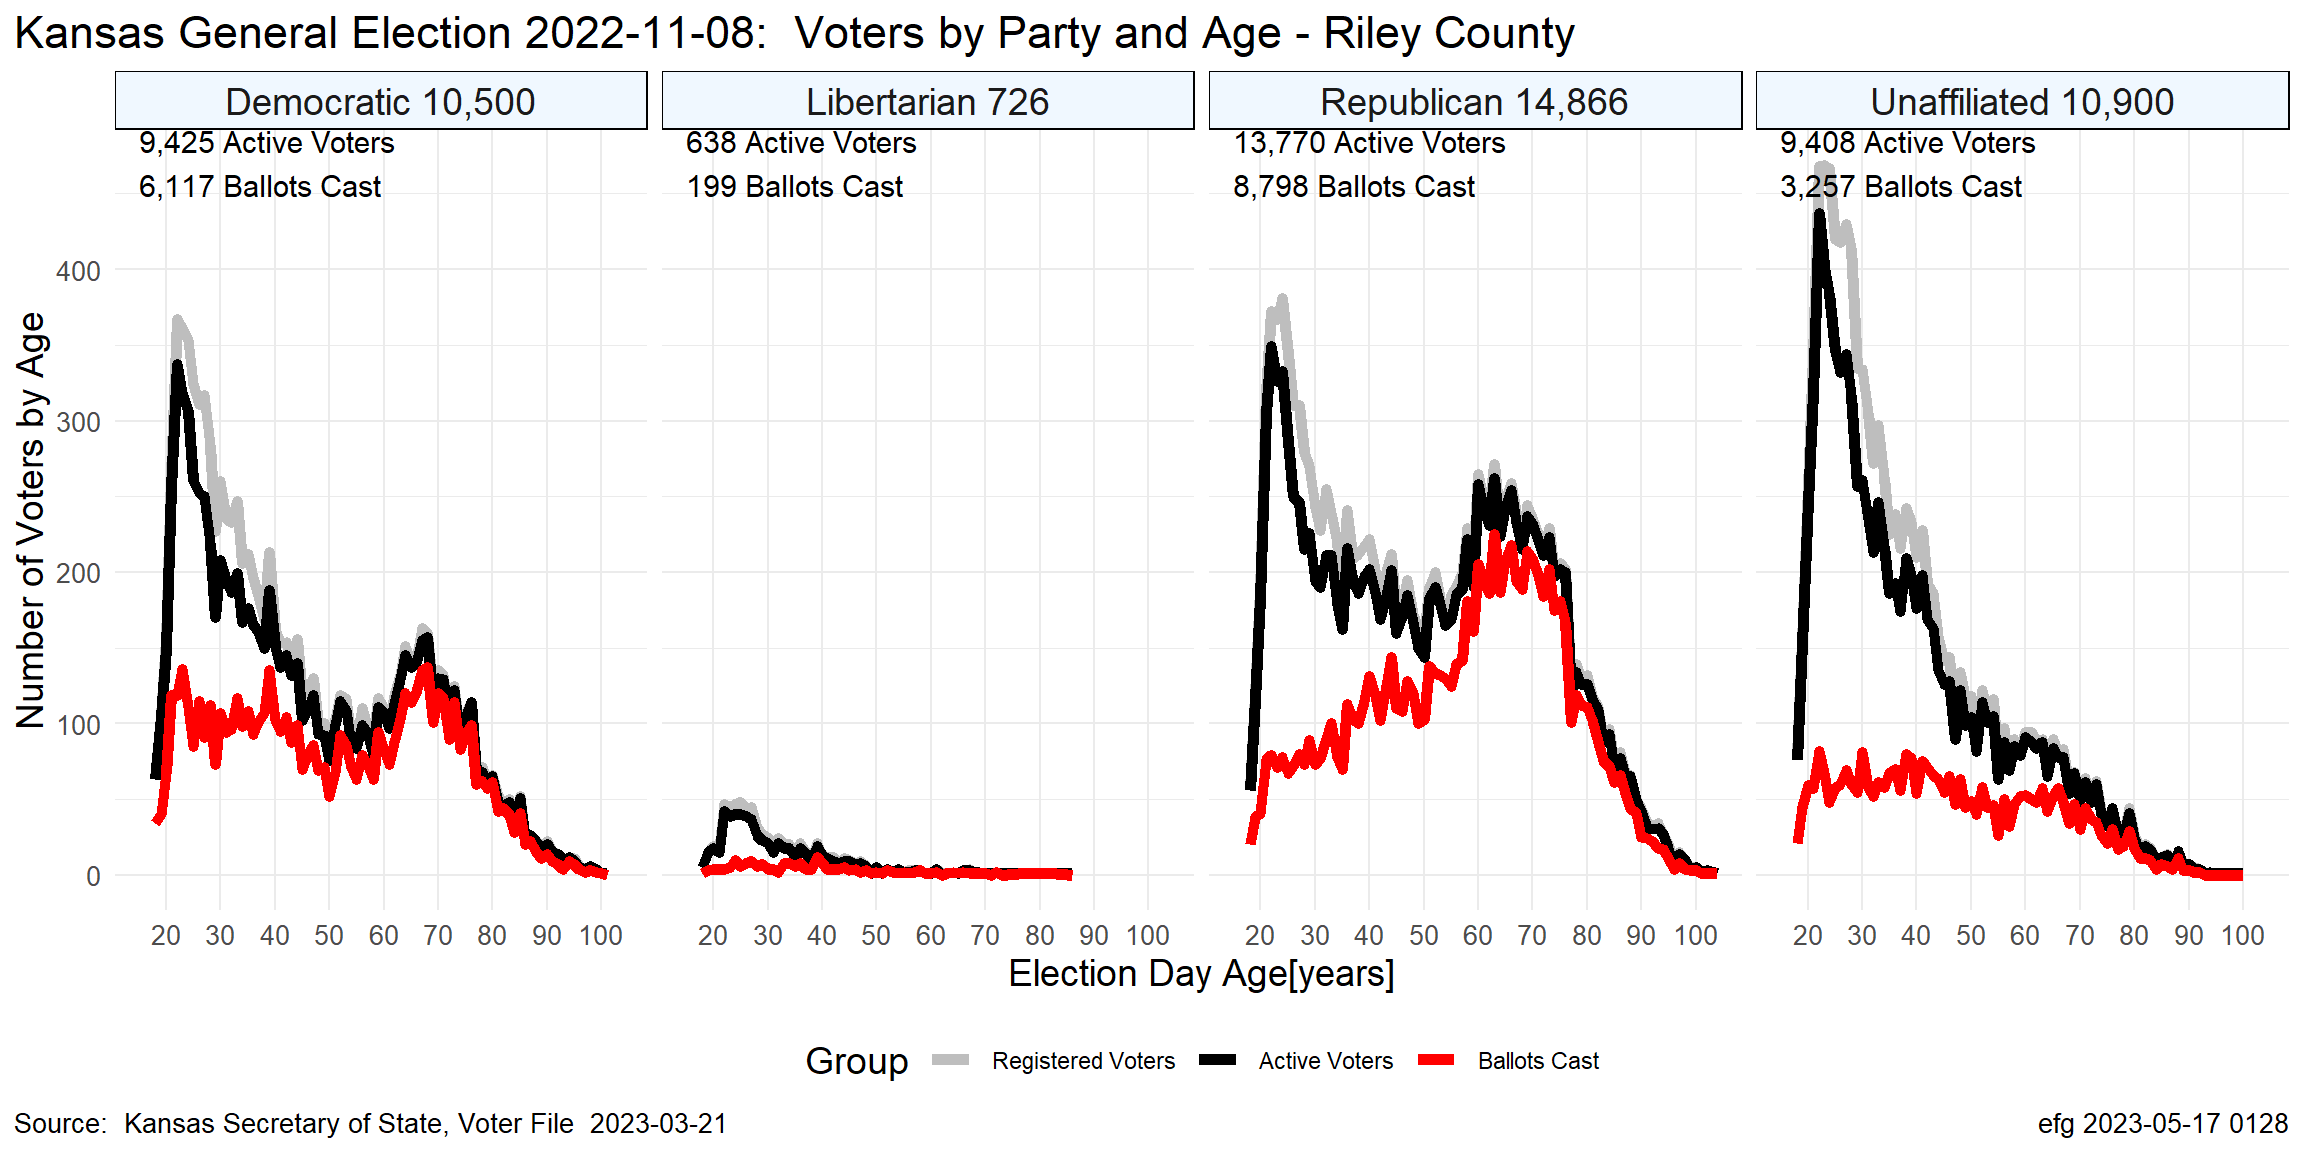 Kansas General Election 2022-11-08:  Voters by Party and Age - Riley County
Democratic 10,500
Libertarian 726
Republican 14,866
Unaffiliated 10,900
9,425 Active Voters
6,117 Ballots Cast
638 Active Voters
199 Ballots Cast
13,770 Active Voters
8,798 Ballots Cast
9,408 Active Voters
3,257 Ballots Cast
Number of Voters by Age
400
300
200
100
0
20 30 40 50 60 70 80 90 100
20 30 40 50 60 70 80 90 100
20 30 40 50 60 70 80 90 100
20 30 40 50 60 70 80 90 100
Election Day Age[years]
Group Registered Voters Active Voters Ballots Cast
Source:  Kansas Secretary of State, Voter File  2023-03-21
efg 2023-05-17 0128